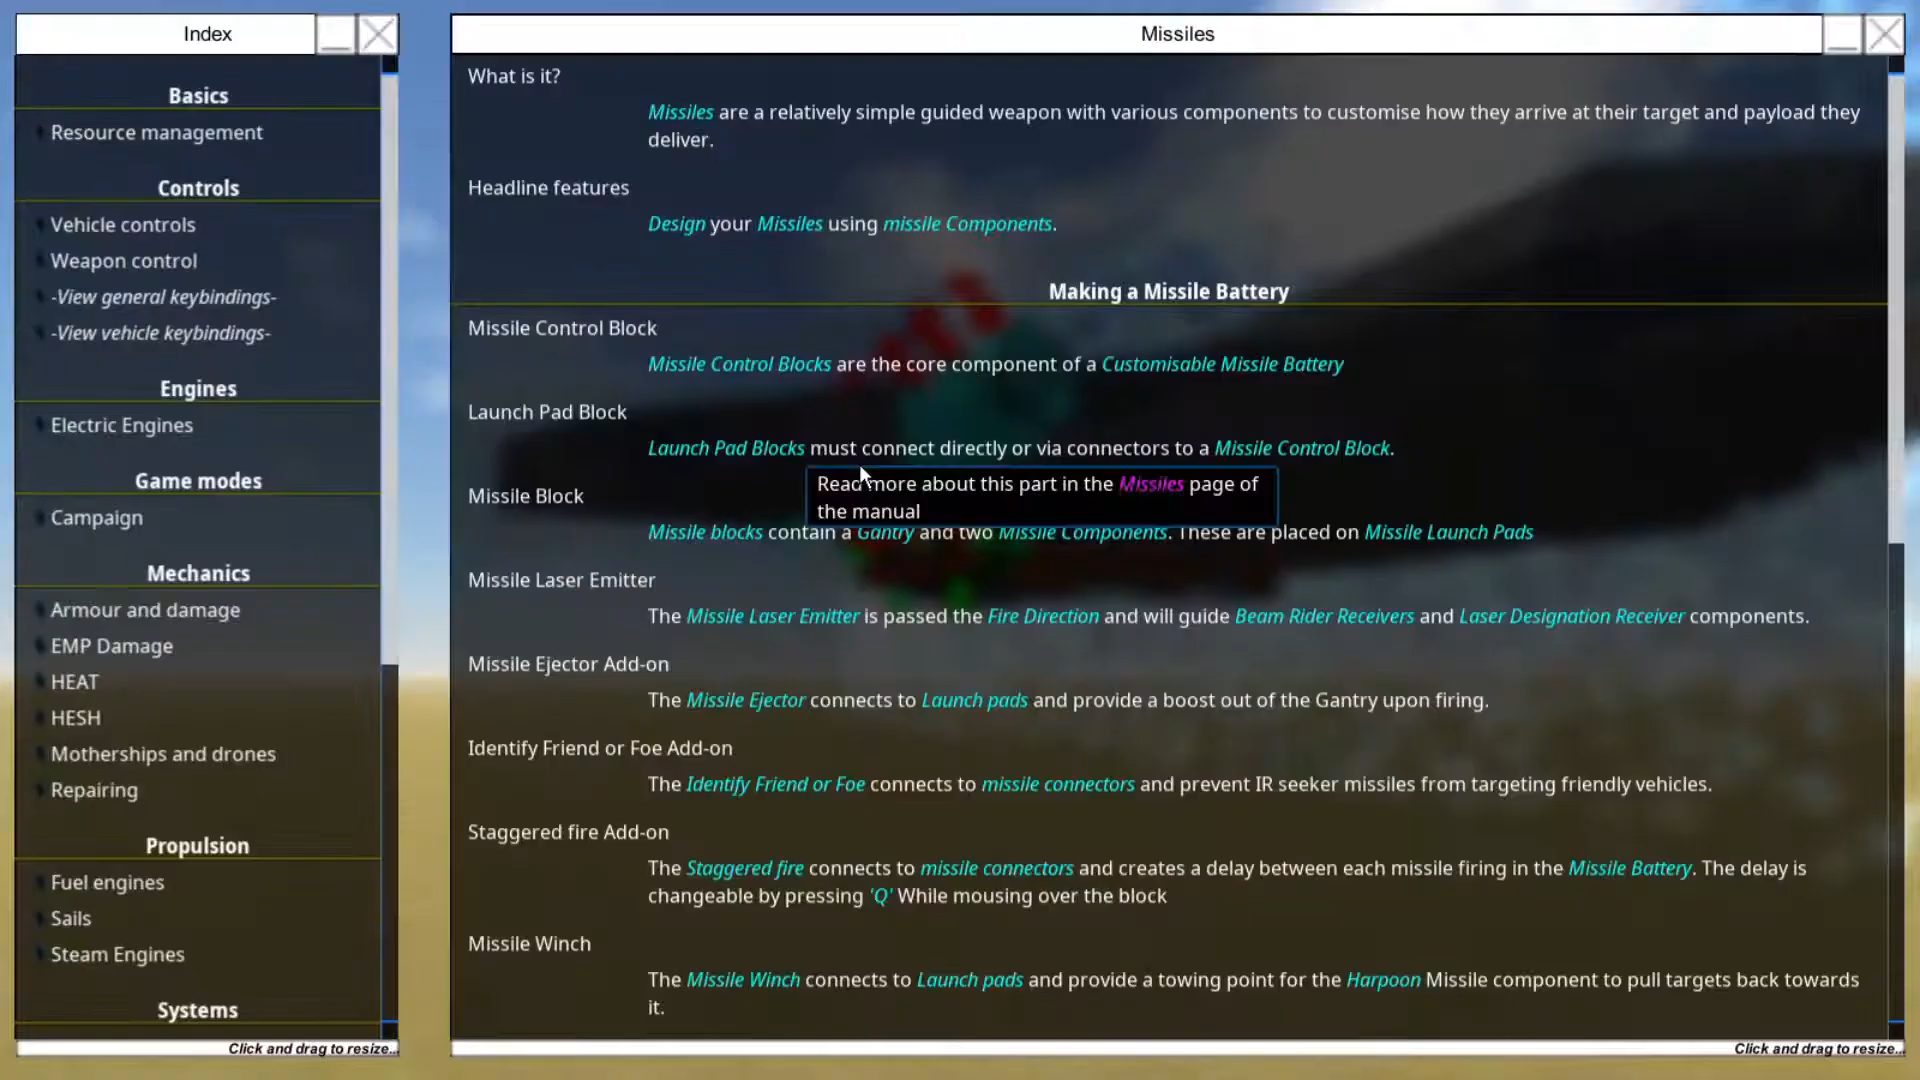 Index
Basics
Resource management
Controls
Vehicle controls
Weapon control
-View general keybindings-
-View vehicle keybindings-
Engines
Electric Engines
Game modes
Campaign
Mechanics
Armour and damage
EMP Damage
HEAT
HESH
Motherships and drones
Repairing
Propulsion
Fuel engines
Sails
Steam Engines
Systems
Click and drag to resize...
Missiles
What is it?
Missiles are a relatively simple guided weapon with various components to customise how they arrive at their target and payload they
deliver.
Headline features
Design your Missiles using missile Components.
Making a Missile Battery
Missile Control Block
Missile Control Blocks are the core component of a Customisable Missile Battery
Launch Pad Block
Launch Pad Blocks must connect directly or via connectors to a Missile Control Block.
Read more about this part in the Missiles page of
the manual
Missile Block
Missile blocks contain a Gantry and two Missile Components. These are placed on Missile Launch Pads
Missile Laser Emitter
The Missile Laser Emitter is passed the Fire Direction and will guide Beam Rider Receivers and Laser Designation Receiver components.
Missile Ejector Add-on
The Missile Ejector connects to Launch pads and provide a boost out of the Gantry upon firing.
Identify Friend or Foe Add-on
The Identify Friend or Foe connects to missile connectors and prevent IR seeker missiles from targeting friendly vehicles.
Staggered fire Add-on
The Staggered fire connects to missile connectors and creates a delay between each missile firing in the Missile Battery. The delay is
changeable by pressing 'Q' While mousing over the block
Missile Winch
The Missile Winch connects to Launch pads and provide a towing point for the Harpoon Missile component to pull targets back towards
it.
Click and drag to resize...